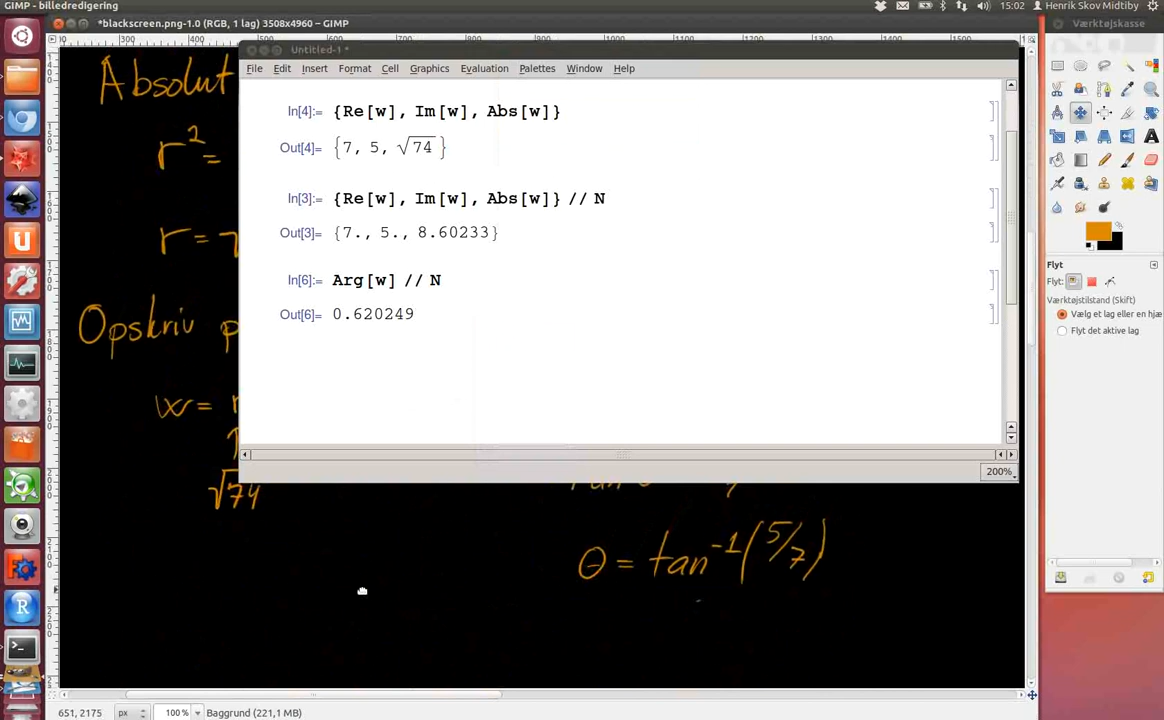 GIMP - billedredigering
15:02
Henrik Skov Midtiby
*blackscreen.png-1.0 (RGB, 1 lag) 3508x4960 – GIMP
Værktøjskasse
300
Untitled-1 *
File Edit Insert Format Cell Graphics Evaluation Palettes Window Help
Absolut
In[4]:= {Re[w], Im[w], Abs[w]}
Out[4]= {7, 5, √74}
r² =
In[3]:= {Re[w], Im[w], Abs[w]} // N
Out[3]= {7., 5., 8.60233}
r = √
In[6]:= Arg[w] // N
Out[6]= 0.620249
Opskriv p
w =
√74
200%
θ = tan⁻¹(5/7)
Flyt
Flyt:
Værktøjstilstand (Skift)
Vælg et lag eller en hjæ
Flyt det aktive lag
651, 2175 px 100% Baggrund (221,1 MB)